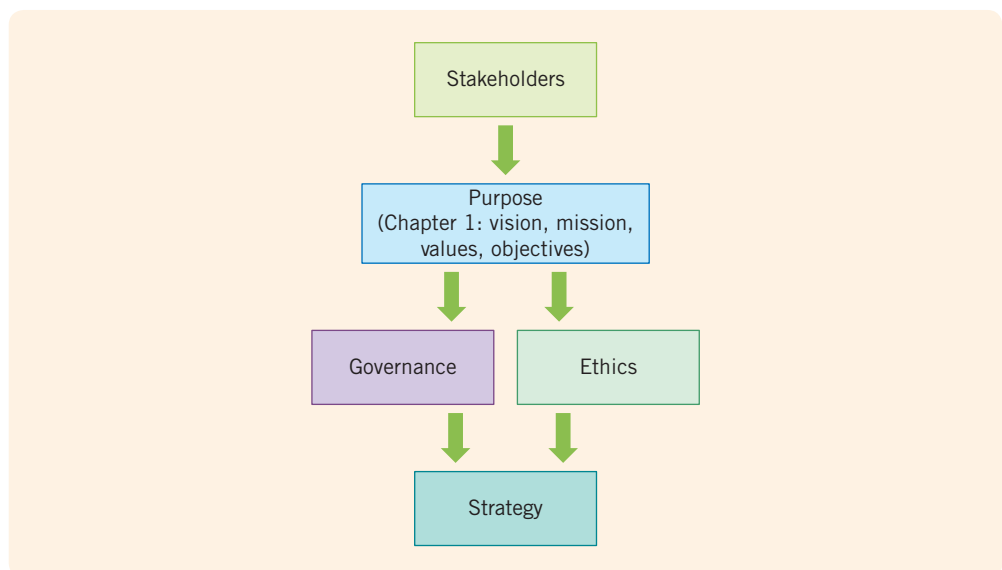 Stakeholders
Purpose
(Chapter 1: vision, mission,
values, objectives)
Governance
Ethics
Strategy